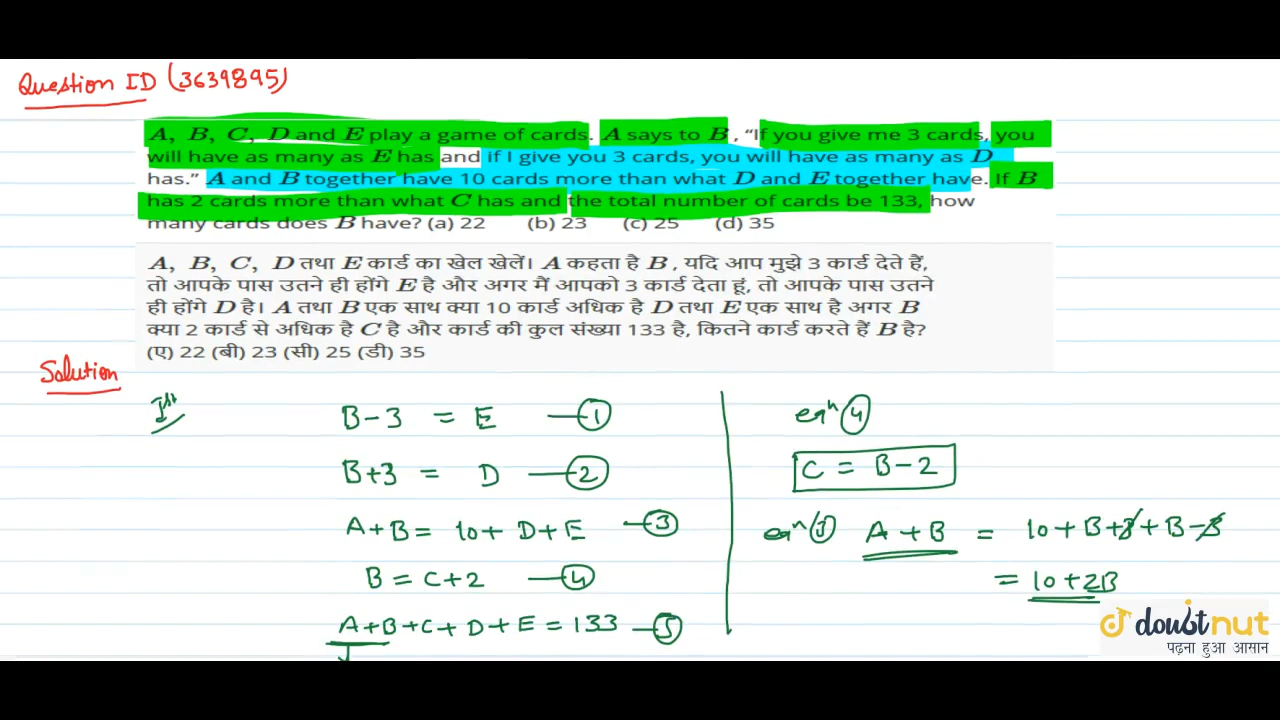 Question ID (3639895)
A, B, C, D and E play a game of cards. A says to B, “If you give me 3 cards, you
will have as many as E has and if I give you 3 cards, you will have as many as D
has.” A and B together have 10 cards more than what D and E together have. If B
has 2 cards more than what C has and the total number of cards be 133, how
many cards does B have? (a) 22 (b) 23 (c) 25 (d) 35
A, B, C, D तथा E कार्ड का खेल खेलें। A कहता है B, यदि आप मुझे 3 कार्ड देते हैं,
तो आपके पास उतने ही होंगे E है और अगर मैं आपको 3 कार्ड देता हूं, तो आपके पास उतने
ही होंगे D है। A तथा B एक साथ क्या 10 कार्ड अधिक है D तथा E एक साथ है अगर B
क्या 2 कार्ड से अधिक है C है और कार्ड की कुल संख्या 133 है, कितने कार्ड करते हैं B है?
(ए) 22 (बी) 23 (सी) 25 (डी) 35
Solution
Ist
B-3 = E —①
B+3 = D —②
A+B = 10+ D+E —③
B = C+2 —④
A+B+C+D+E = 133 —⑤
eqⁿ ④
C = B-2
eqⁿ ③ A+B = 10+B+3+B-3
= 10+2B
doubtnut
पढ़ना हुआ आसान